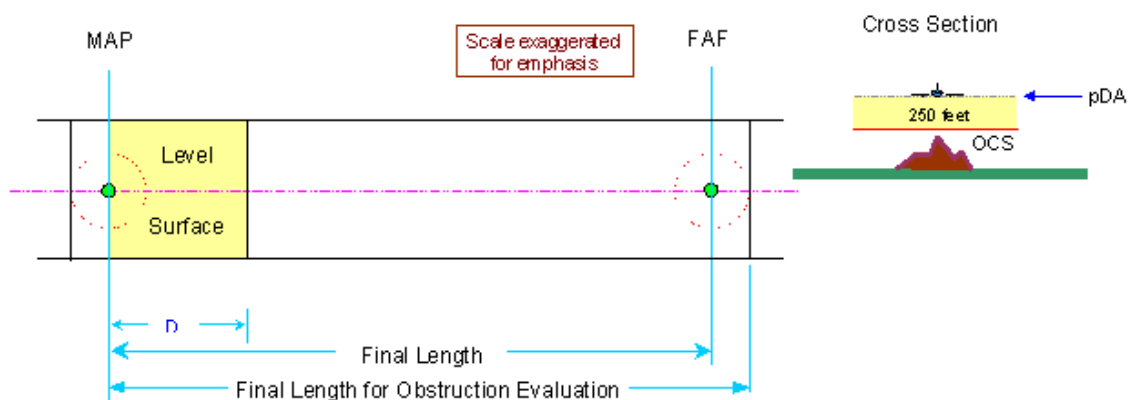 MAP
Scale exaggerated
for emphasis
FAF
Cross Section
pDA
250 feet
OCS
Level
Surface
D
Final Length
Final Length for Obstruction Evaluation